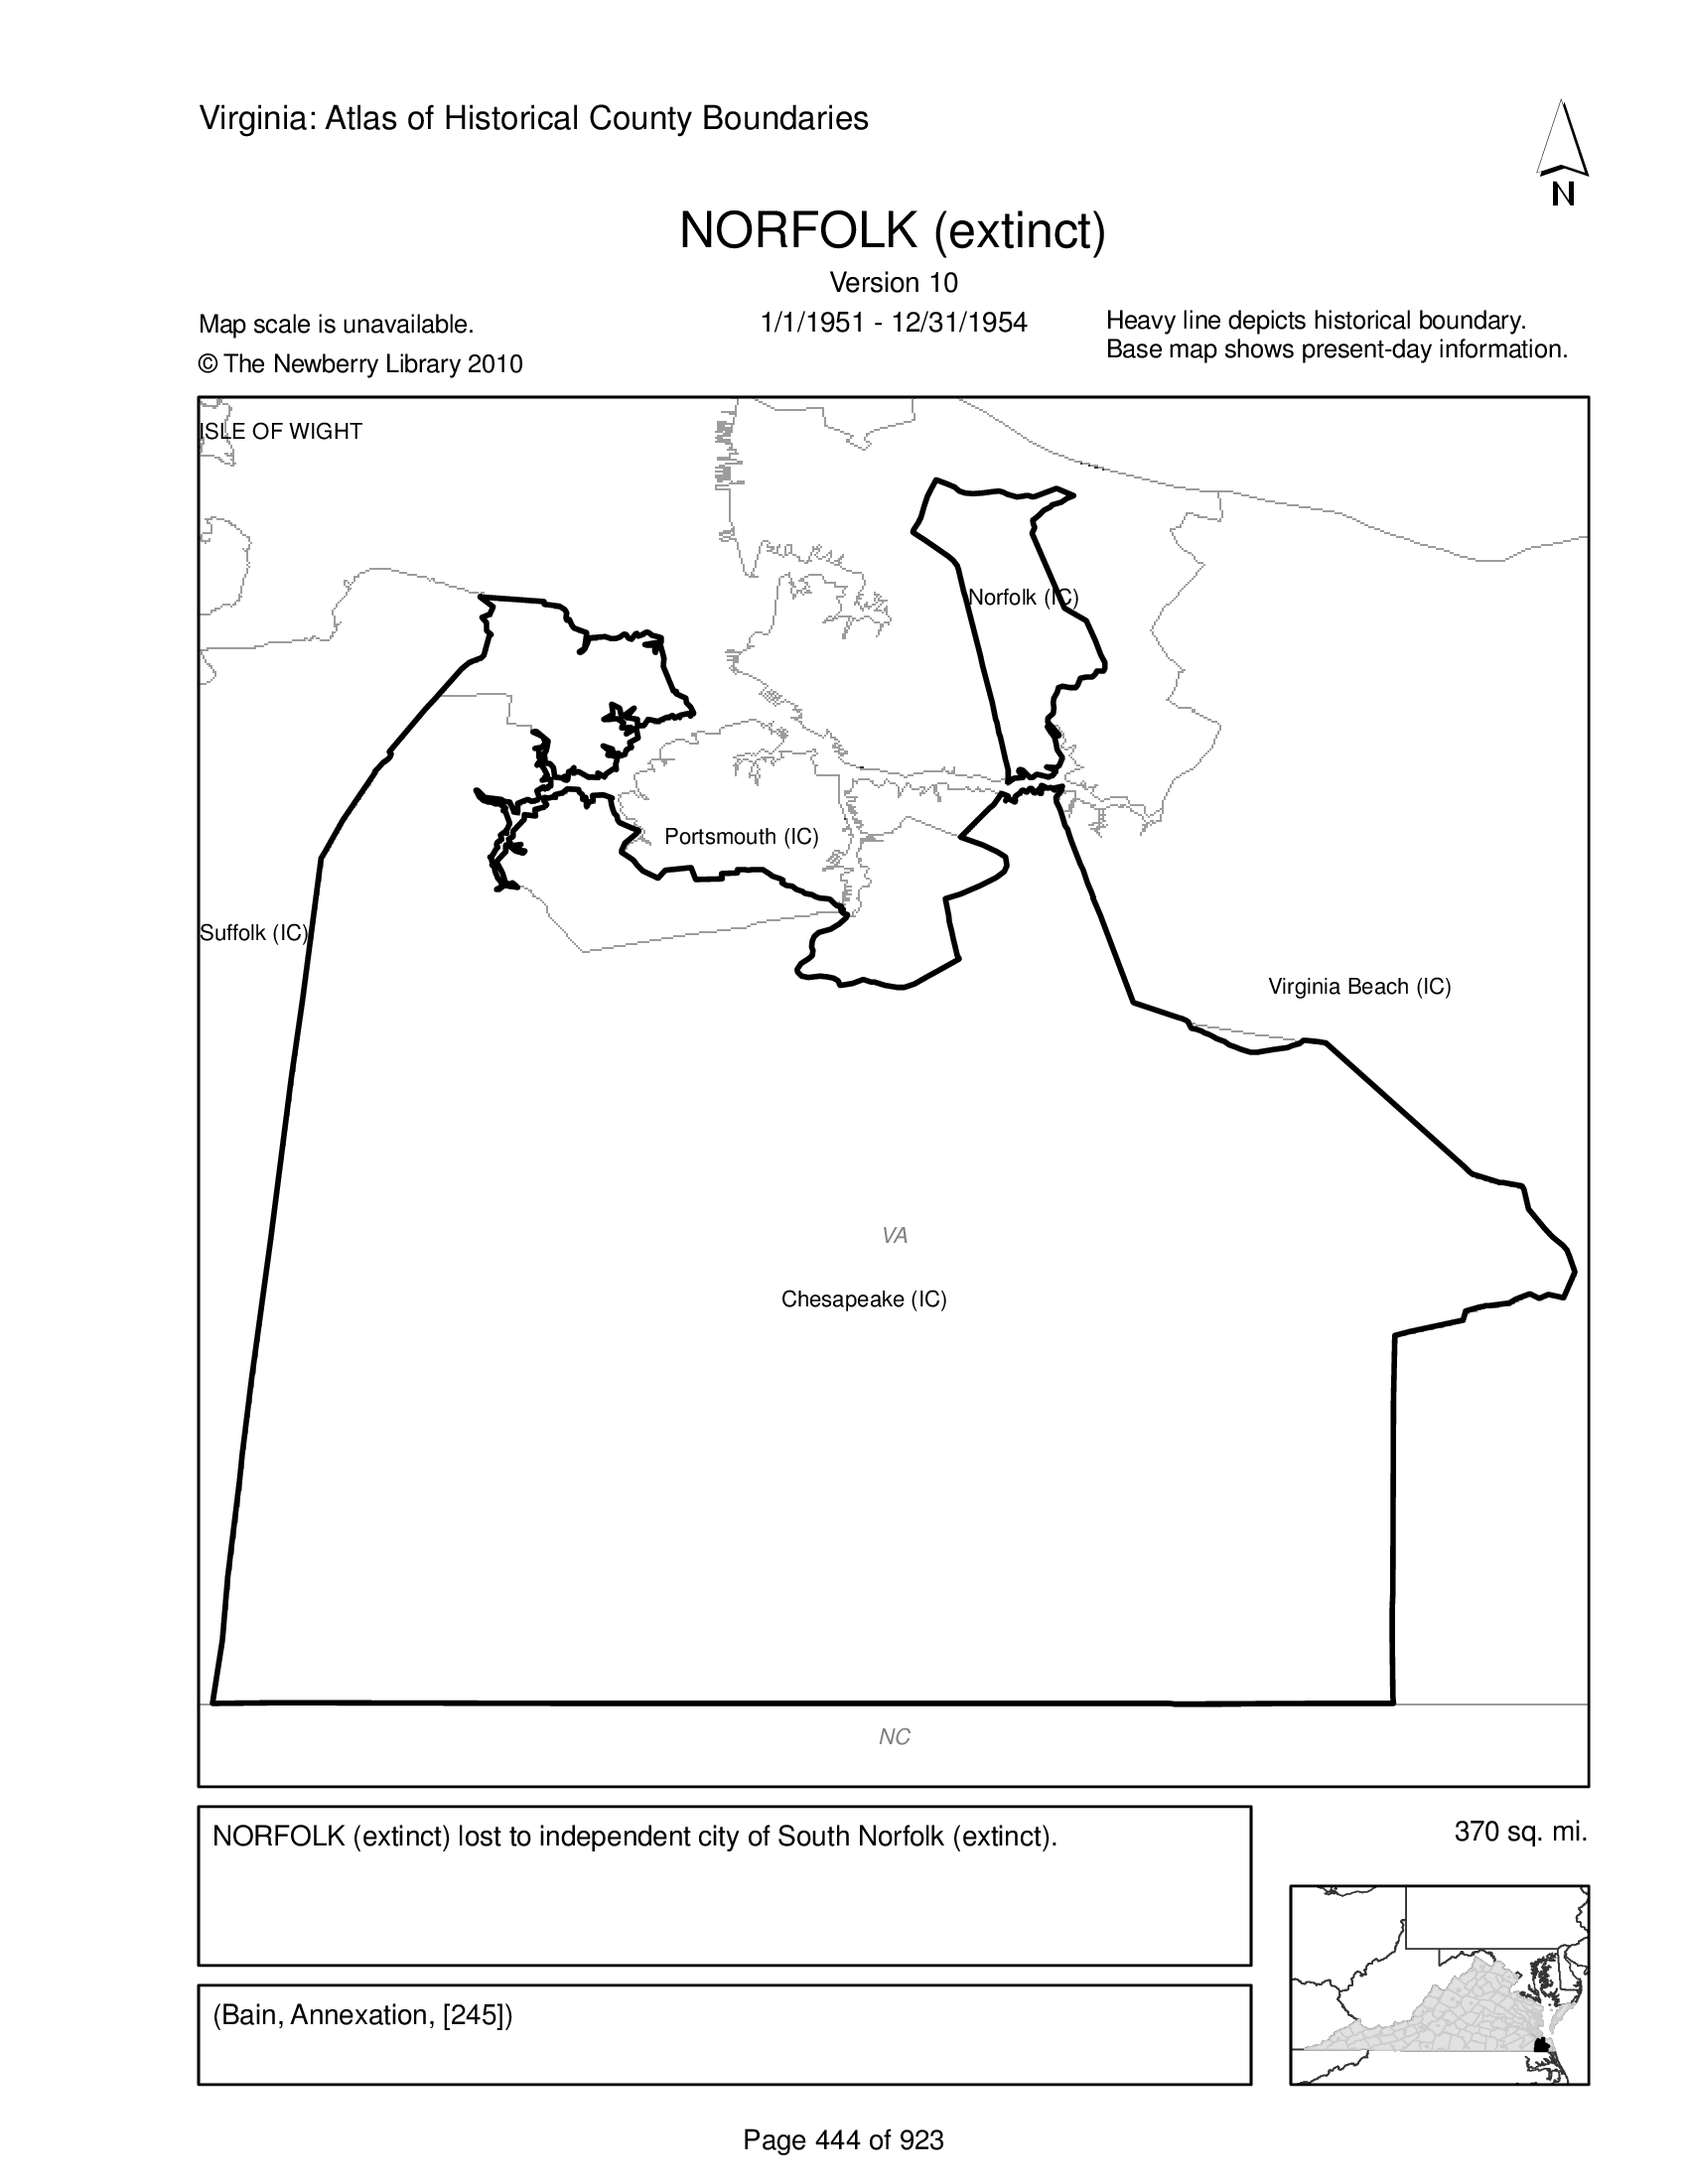 Virginia: Atlas of Historical County Boundaries
N
NORFOLK (extinct)
Version 10
Map scale is unavailable.
1/1/1951 - 12/31/1954
Heavy line depicts historical boundary.
© The Newberry Library 2010
Base map shows present-day information.
ISLE OF WIGHT
Norfolk (IC)
Portsmouth (IC)
Suffolk (IC)
Virginia Beach (IC)
VA
Chesapeake (IC)
NC
NORFOLK (extinct) lost to independent city of South Norfolk (extinct).
370 sq. mi.
(Bain, Annexation, [245])
Page 444 of 923